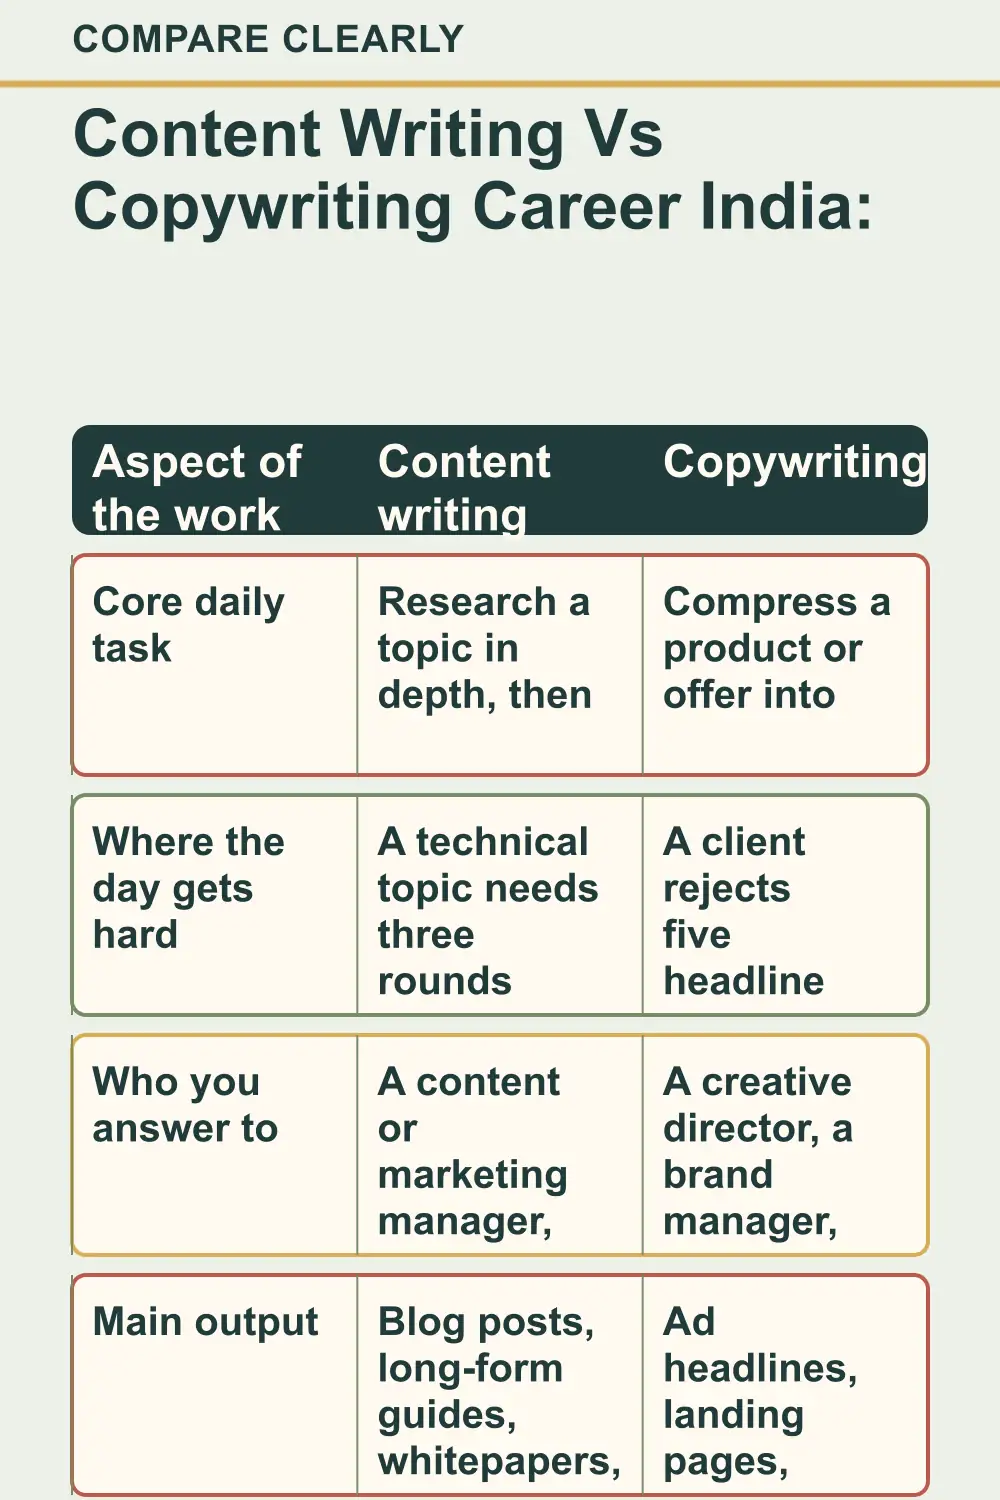 COMPARE CLEARLY
Content Writing Vs
Copywriting Career India:
Aspect of
the work
Content
writing
Copywriting
Core daily
task
Research a
topic in
depth, then
Compress a
product or
offer into
Where the
day gets
hard
A technical
topic needs
three
rounds
A client
rejects
five
headline
Who you
answer to
A content
or
marketing
manager,
A creative
director, a
brand
manager,
Main output
Blog posts,
long-form
guides,
whitepapers,
Ad
headlines,
landing
pages,